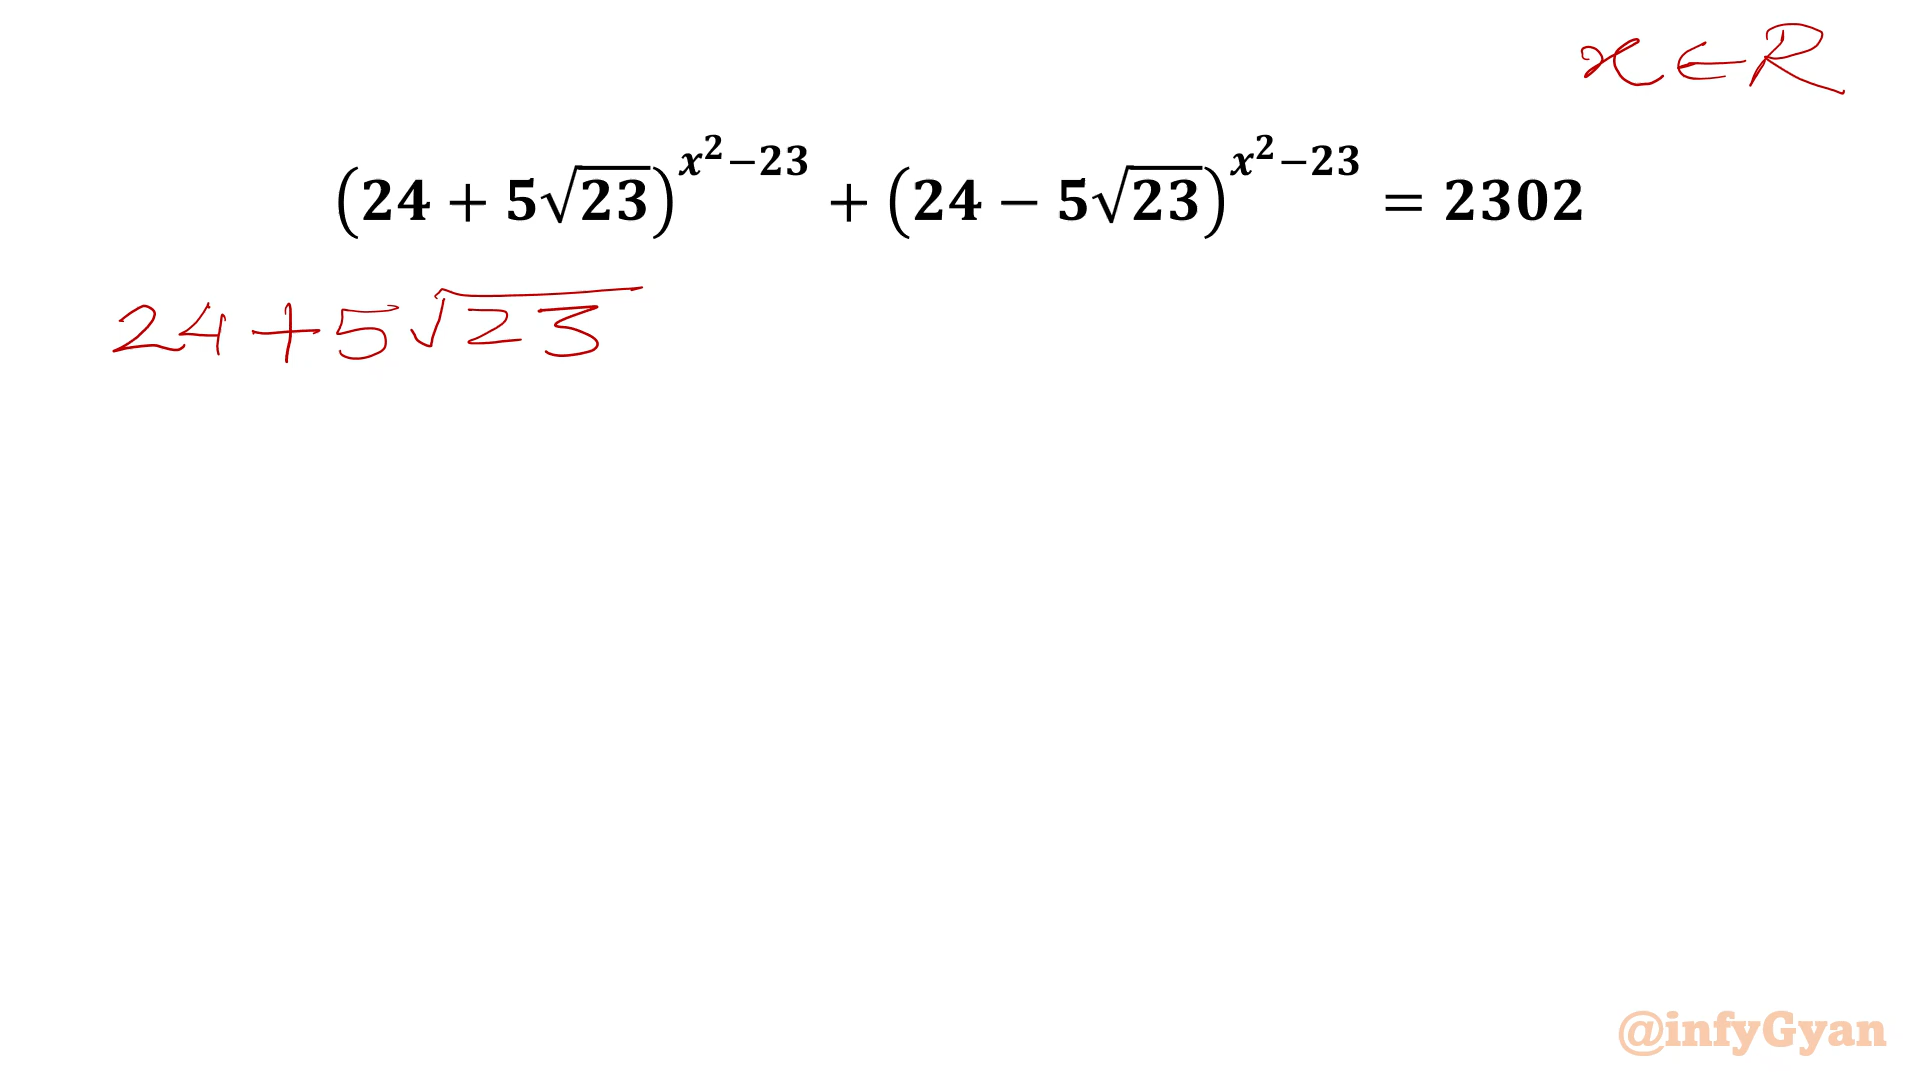 x ∈ R
(24 + 5√23)^{x²−23} + (24 − 5√23)^{x²−23} = 2302
24 + 5√23
@infyGyan